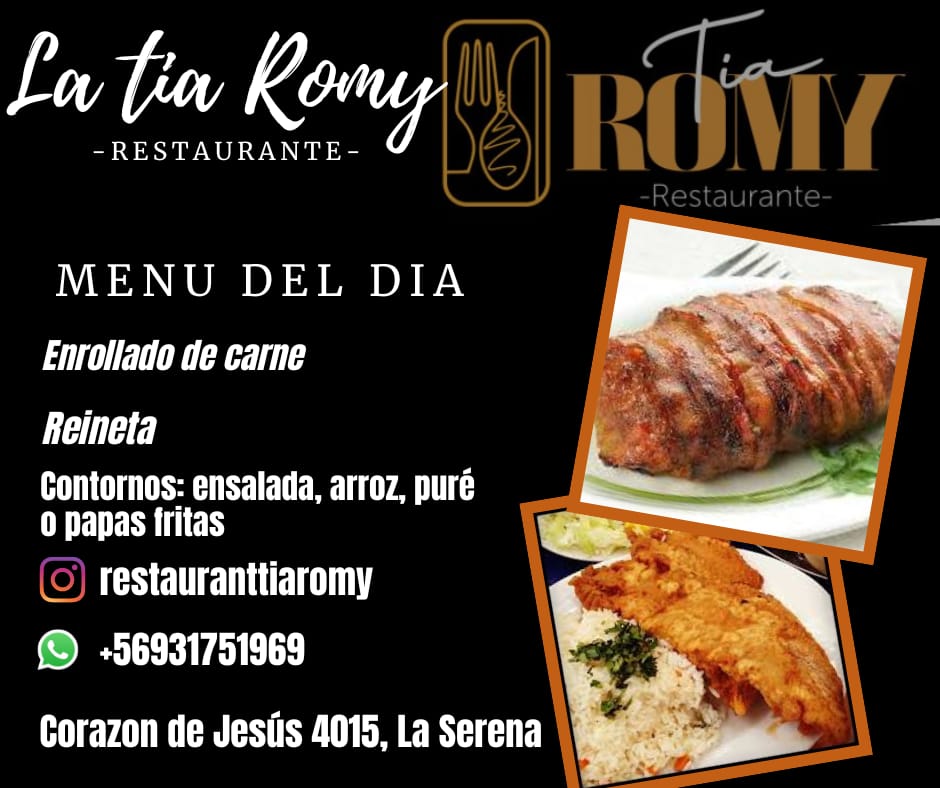 La tia Romy
-RESTAURANTE-
Tia
ROMY
-Restaurante-
MENU DEL DIA
Enrollado de carne
Reineta
Contornos: ensalada, arroz, puré
o papas fritas
restauranttiaromy
+56931751969
Corazon de Jesús 4015, La Serena